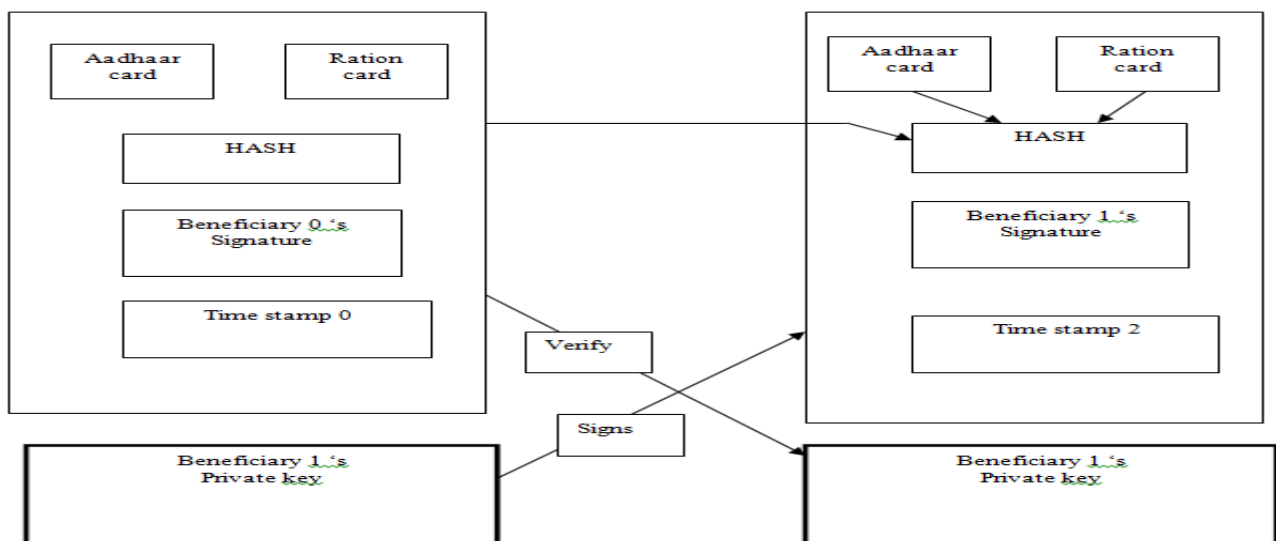 Aadhaar
card
Ration
card
HASH
Beneficiary 0 ‘s
Signature
Time stamp 0
Aadhaar
card
Ration
card
HASH
Beneficiary 1 ‘s
Signature
Time stamp 2
Verify
Signs
Beneficiary 1 ‘s
Private key
Beneficiary 1 ‘s
Private key